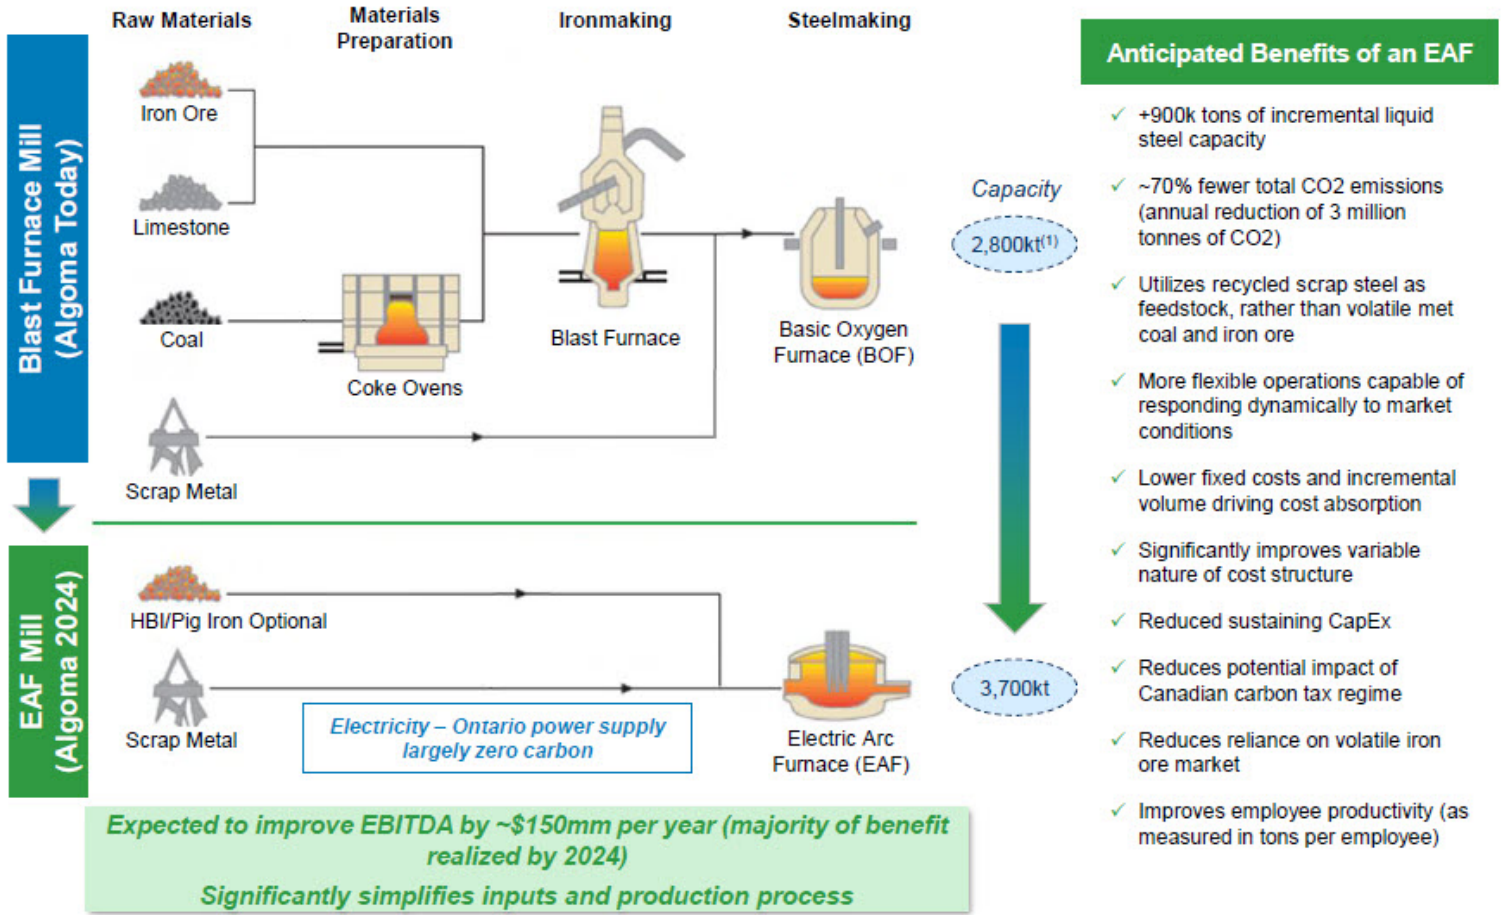 Raw Materials
Materials
Preparation
Ironmaking
Steelmaking
Blast Furnace Mill
(Algoma Today)
Iron Ore
Limestone
Coal
Coke Ovens
Scrap Metal
Blast Furnace
Basic Oxygen
Furnace (BOF)
Capacity
2,800kt(1)
EAF Mill
(Algoma 2024)
HBI/Pig Iron Optional
Scrap Metal
Electricity – Ontario power supply
largely zero carbon
Electric Arc
Furnace (EAF)
3,700kt
Expected to improve EBITDA by ~$150mm per year (majority of benefit
realized by 2024)
Significantly simplifies inputs and production process
Anticipated Benefits of an EAF
✓ +900k tons of incremental liquid
steel capacity
✓ ~70% fewer total CO2 emissions
(annual reduction of 3 million
tonnes of CO2)
✓ Utilizes recycled scrap steel as
feedstock, rather than volatile met
coal and iron ore
✓ More flexible operations capable of
responding dynamically to market
conditions
✓ Lower fixed costs and incremental
volume driving cost absorption
✓ Significantly improves variable
nature of cost structure
✓ Reduced sustaining CapEx
✓ Reduces potential impact of
Canadian carbon tax regime
✓ Reduces reliance on volatile iron
ore market
✓ Improves employee productivity (as
measured in tons per employee)